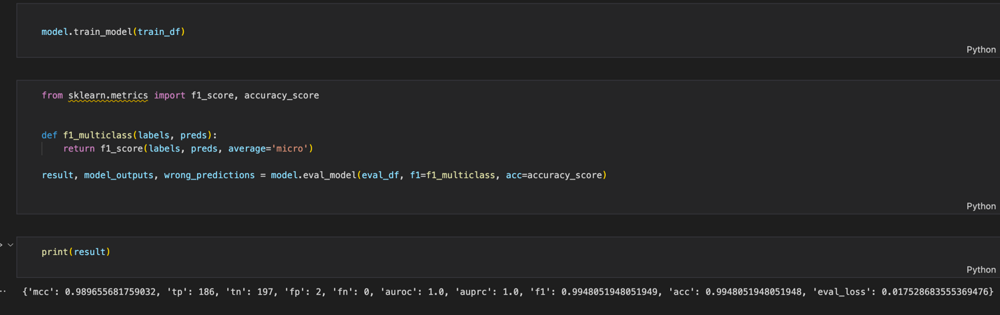 model.train_model(train_df)
Python
from sklearn.metrics import f1_score, accuracy_score
def f1_multiclass(labels, preds):
return f1_score(labels, preds, average='micro')
result, model_outputs, wrong_predictions = model.eval_model(eval_df, f1=f1_multiclass, acc=accuracy_score)
Python
print(result)
Python
{'mcc': 0.989655681759032, 'tp': 186, 'tn': 197, 'fp': 2, 'fn': 0, 'auroc': 1.0, 'auprc': 1.0, 'f1': 0.9948051948051949, 'acc': 0.9948051948051948, 'eval_loss': 0.017528683555369476}